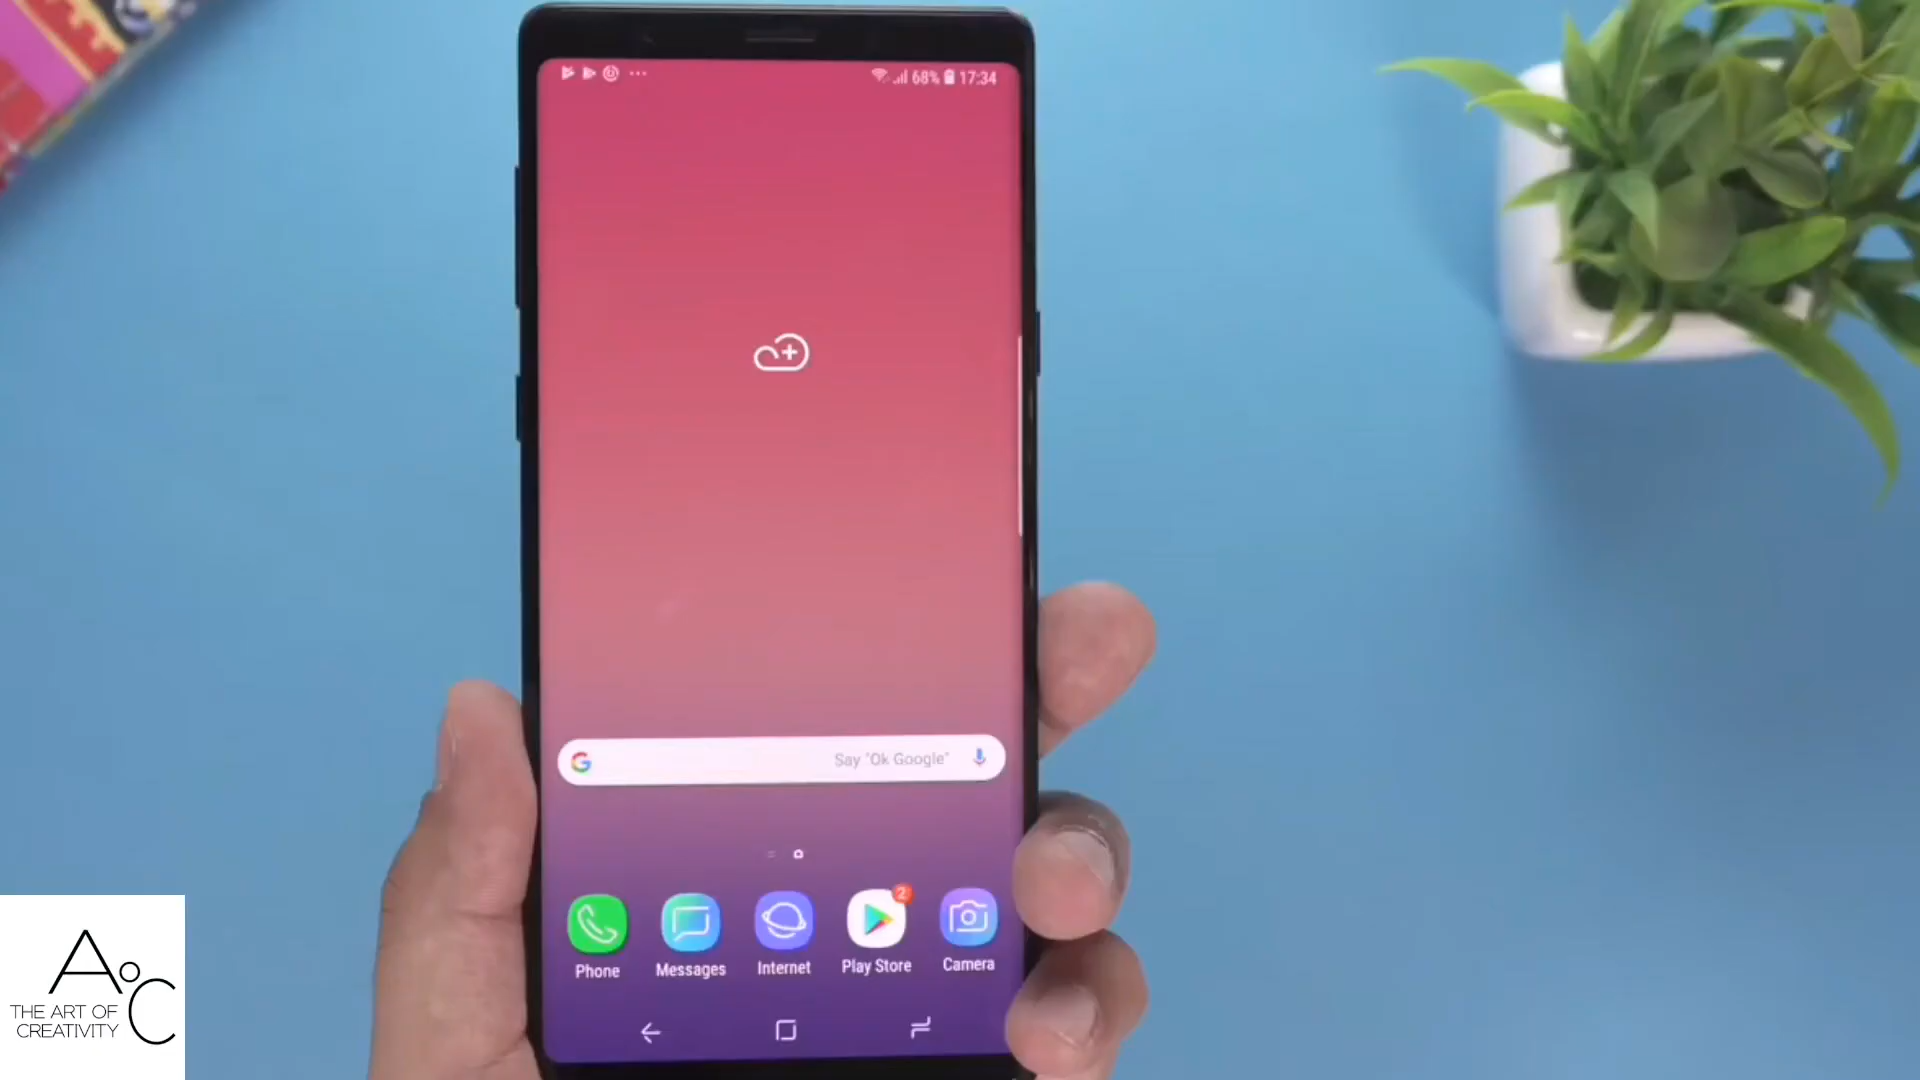 68% 17:34
Say "Ok Google"
2
Phone Messages Internet Play Store Camera
A°C
THE ART OF
CREATIVITY